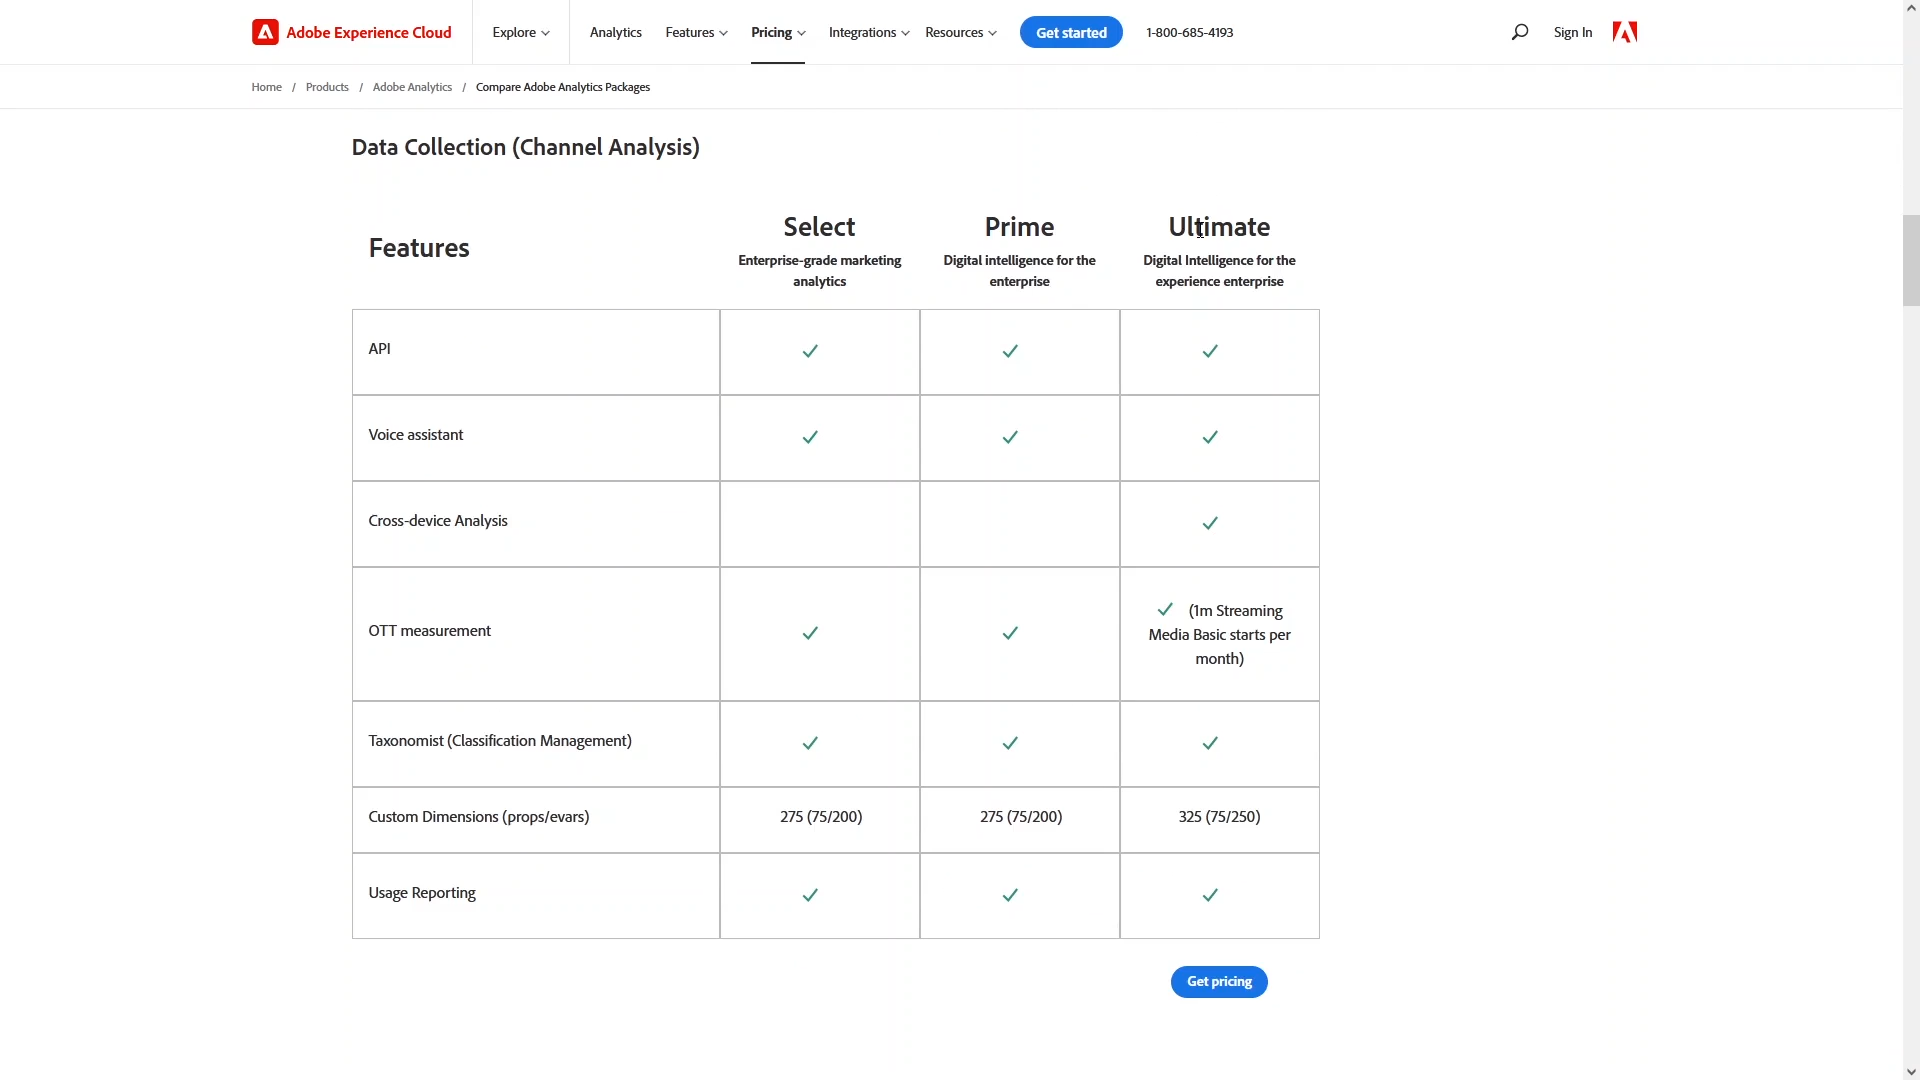 Adobe Experience Cloud Explore Analytics Features Pricing Integrations Resources Get started 1-800-685-4193 Sign In
Home / Products / Adobe Analytics / Compare Adobe Analytics Packages
Data Collection (Channel Analysis)
Features
Select
Enterprise-grade marketing
analytics
Prime
Digital intelligence for the
enterprise
Ultimate
Digital Intelligence for the
experience enterprise
API
Voice assistant
Cross-device Analysis
OTT measurement
(1m Streaming
Media Basic starts per
month)
Taxonomist (Classification Management)
Custom Dimensions (props/evars) 275 (75/200) 275 (75/200) 325 (75/250)
Usage Reporting
Get pricing